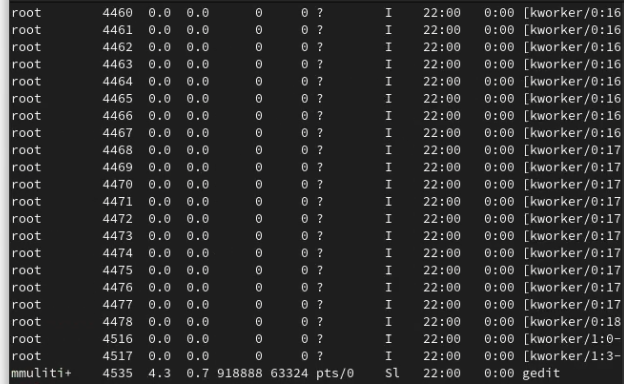 root 4460 0.0 0.0 0 0 ? I 22:00 0:00 [kworker/0:16
root 4461 0.0 0.0 0 0 ? I 22:00 0:00 [kworker/0:16
root 4462 0.0 0.0 0 0 ? I 22:00 0:00 [kworker/0:16
root 4463 0.0 0.0 0 0 ? I 22:00 0:00 [kworker/0:16
root 4464 0.0 0.0 0 0 ? I 22:00 0:00 [kworker/0:16
root 4465 0.0 0.0 0 0 ? I 22:00 0:00 [kworker/0:16
root 4466 0.0 0.0 0 0 ? I 22:00 0:00 [kworker/0:16
root 4467 0.0 0.0 0 0 ? I 22:00 0:00 [kworker/0:16
root 4468 0.0 0.0 0 0 ? I 22:00 0:00 [kworker/0:17
root 4469 0.0 0.0 0 0 ? I 22:00 0:00 [kworker/0:17
root 4470 0.0 0.0 0 0 ? I 22:00 0:00 [kworker/0:17
root 4471 0.0 0.0 0 0 ? I 22:00 0:00 [kworker/0:17
root 4472 0.0 0.0 0 0 ? I 22:00 0:00 [kworker/0:17
root 4473 0.0 0.0 0 0 ? I 22:00 0:00 [kworker/0:17
root 4474 0.0 0.0 0 0 ? I 22:00 0:00 [kworker/0:17
root 4475 0.0 0.0 0 0 ? I 22:00 0:00 [kworker/0:17
root 4476 0.0 0.0 0 0 ? I 22:00 0:00 [kworker/0:17
root 4477 0.0 0.0 0 0 ? I 22:00 0:00 [kworker/0:17
root 4478 0.0 0.0 0 0 ? I 22:00 0:00 [kworker/0:18
root 4516 0.0 0.0 0 0 ? I 22:00 0:00 [kworker/1:0-
root 4517 0.0 0.0 0 0 ? I 22:00 0:00 [kworker/1:3-
mmuliti+ 4535 4.3 0.7 918888 63324 pts/0 Sl 22:00 0:00 gedit